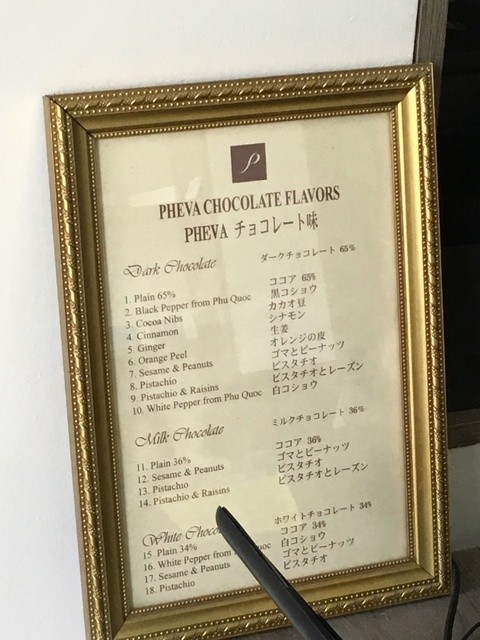 P
PHEVA CHOCOLATE FLAVORS
PHEVA チョコレート味
Dark Chocolate ダークチョコレート 65%
1. Plain 65% ココア 65%
2. Black Pepper from Phu Quoc 黒コショウ
3. Cocoa Nibs カカオ豆
4. Cinnamon シナモン
5. Ginger 生姜
6. Orange Peel オレンジの皮
7. Sesame & Peanuts ゴマとピーナッツ
8. Pistachio ピスタチオ
9. Pistachio & Raisins ピスタチオとレーズン
10. White Pepper from Phu Quoc 白コショウ
Milk Chocolate ミルクチョコレート 36%
11. Plain 36% ココア 36%
12. Sesame & Peanuts ゴマとピーナッツ
13. Pistachio ピスタチオ
14. Pistachio & Raisins ピスタチオとレーズン
White ホワイトチョコレート 34%
15. Plain 34% ココア 34%
16. White Pepper from 白コショウ
17. Sesame & Peanuts ゴマとピーナッツ
18. Pistachio ピスタチオ